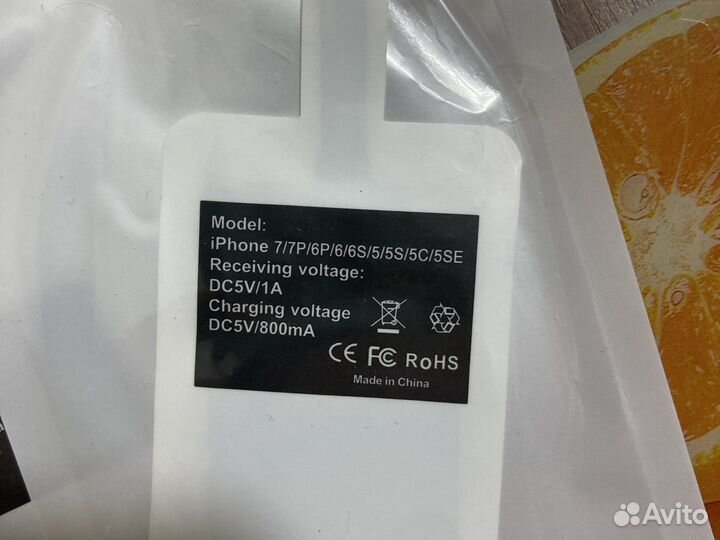 Model:
iPhone 7/7P/6P/6/6S/5/5S/5C/5SE
Receiving voltage:
DC5V/1A
Charging voltage
DC5V/800mA
CE FC RoHS
Made in China
Avito